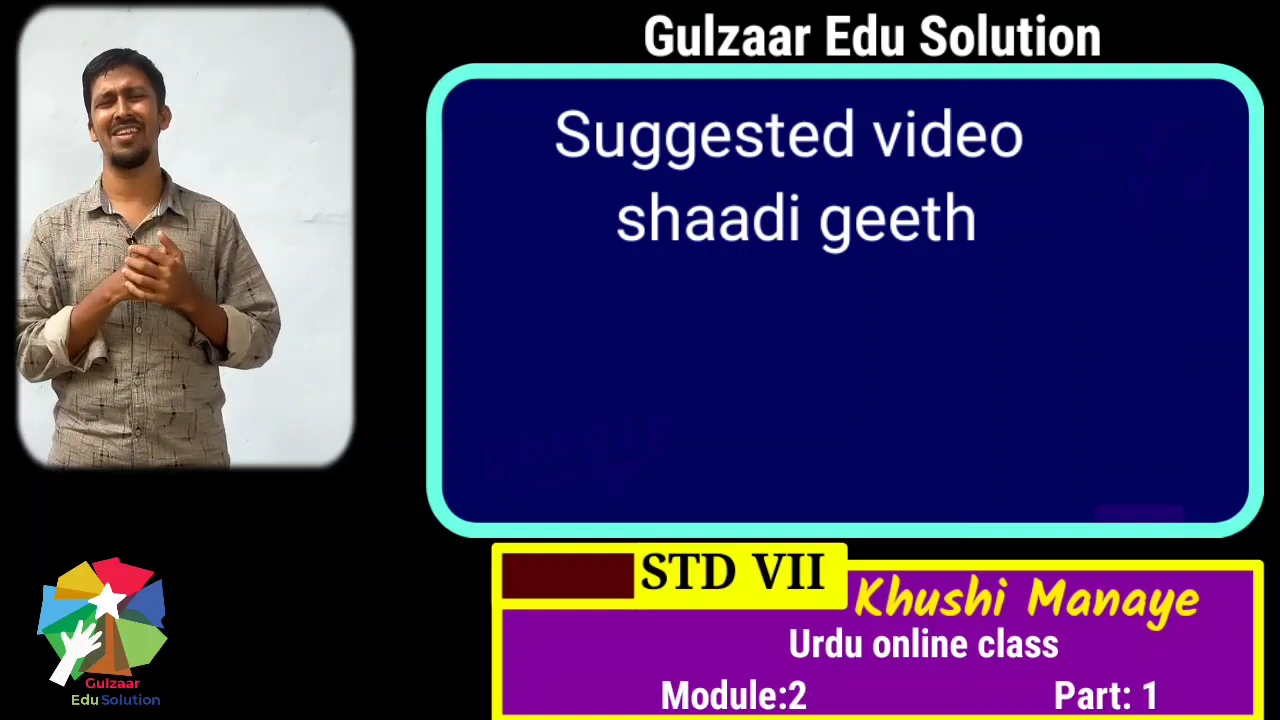 Gulzaar Edu Solution
Suggested video
shaadi geeth
STD VII
Khushi Manaye
Urdu online class
Module:2
Part: 1
Gulzaar
Edu Solution